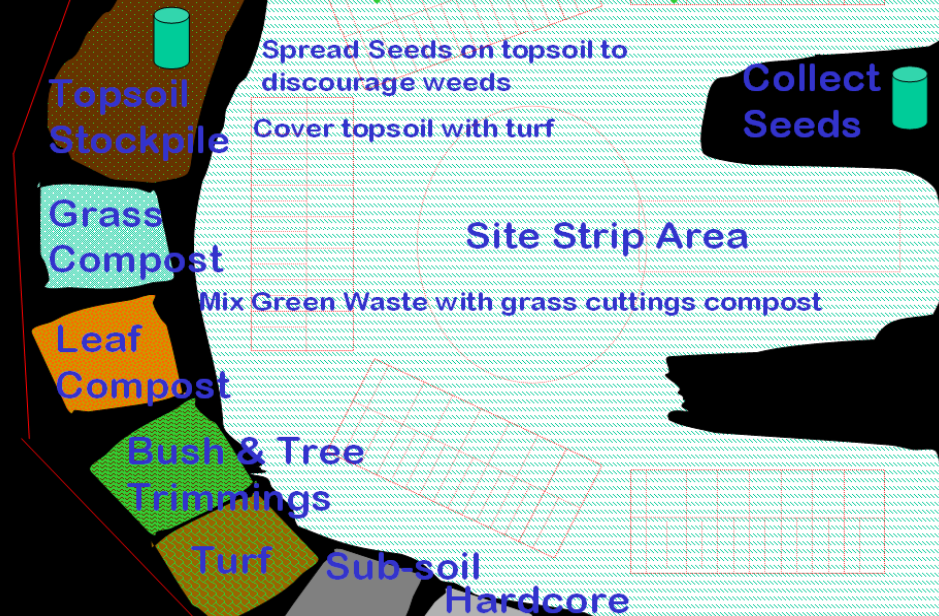 Spread Seeds on topsoil to
discourage weeds
Collect
Seeds
Topsoil
Stockpile
Cover topsoil with turf
Grass
Compost
Site Strip Area
Mix Green Waste with grass cuttings compost
Leaf
Compost
Bush & Tree
Trimmings
Turf
Sub-soil
Hardcore